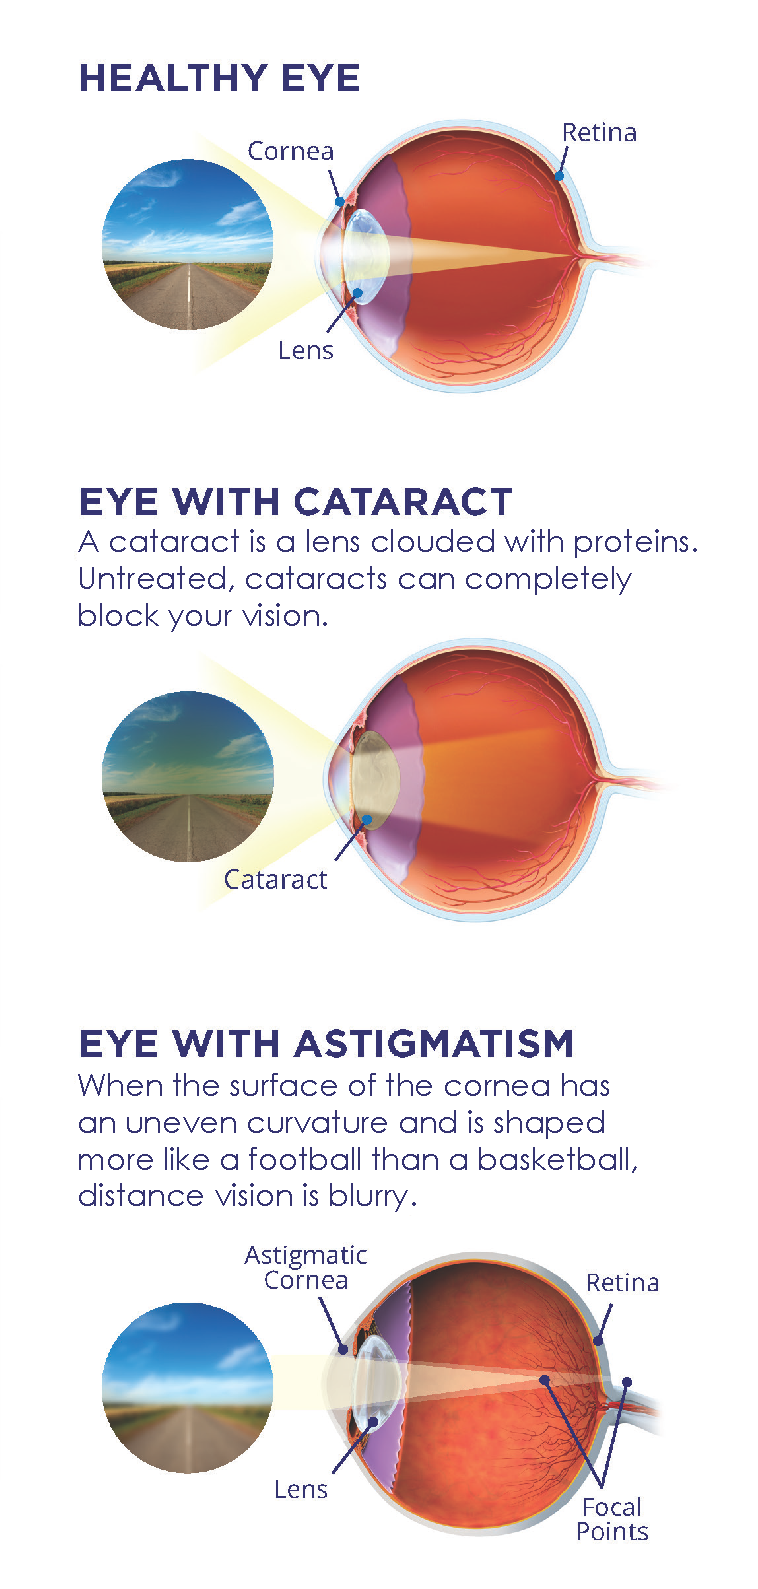 HEALTHY EYE
Cornea
Retina
Lens
EYE WITH CATARACT
A cataract is a lens clouded with proteins.
Untreated, cataracts can completely
block your vision.
Cataract
EYE WITH ASTIGMATISM
When the surface of the cornea has
an uneven curvature and is shaped
more like a football than a basketball,
distance vision is blurry.
Astigmatic
Cornea
Retina
Lens
Focal
Points